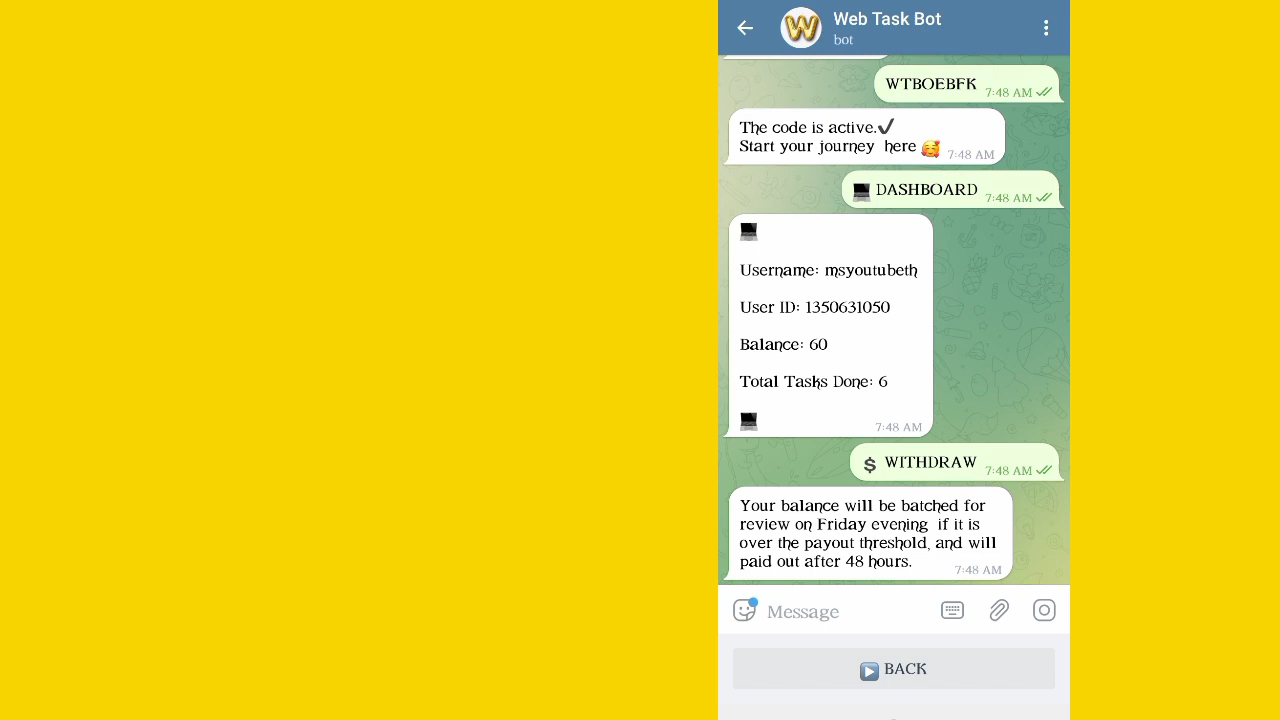 Web Task Bot
bot
WTBOEBFK
7:48 AM
The code is active.✔
Start your journey  here 🥰
7:48 AM
💻 DASHBOARD
7:48 AM
Username: msyoutubeth
User ID: 1350631050
Balance: 60
Total Tasks Done: 6
7:48 AM
$ WITHDRAW
7:48 AM
Your balance will be batched for
review on Friday evening  if it is
over the payout threshold, and will
paid out after 48 hours.
7:48 AM
Message
BACK